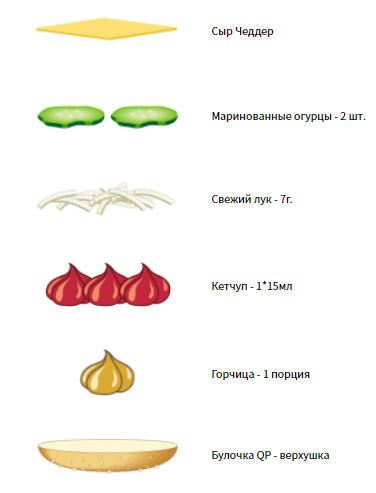 Сыр Чеддер
Маринованные огурцы - 2 шт.
Свежий лук - 7г.
Кетчуп - 1*15мл
Горчица - 1 порция
Булочка QP - верхушка